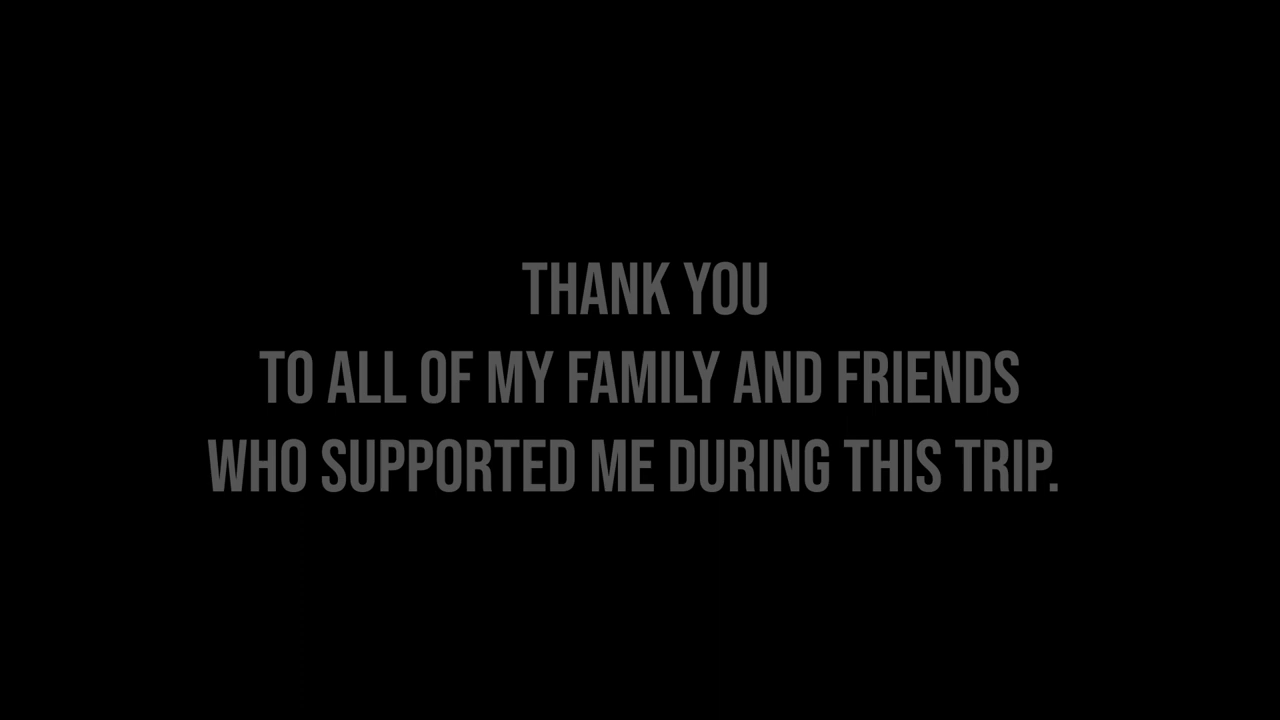 THANK YOU
TO ALL OF MY FAMILY AND FRIENDS
WHO SUPPORTED ME DURING THIS TRIP.